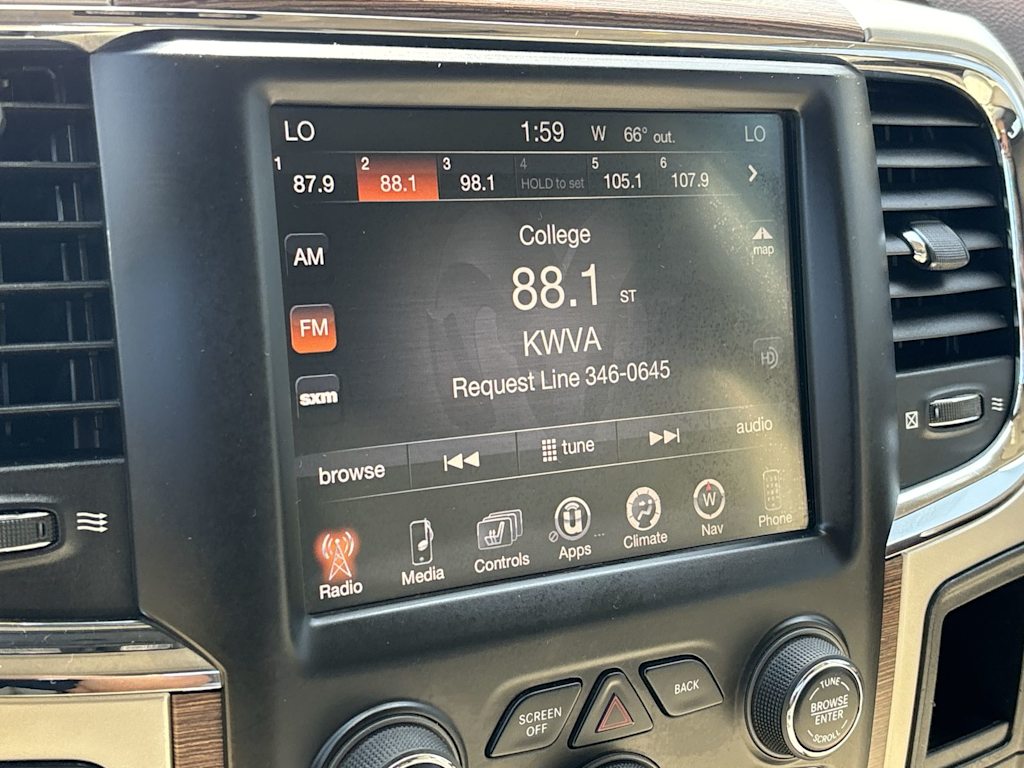 LO 1:59 W 66° out. LO
1 87.9 2 88.1 3 98.1 4 HOLD to set 5 105.1 6 107.9
College
AM
map
88.1 ST
FM
KWVA
HD
Request Line 346-0645
sxm
browse tune audio
Radio Media Controls Apps Climate W Nav Phone
SCREEN
OFF
BACK
TUNE
BROWSE
ENTER
SCROLL